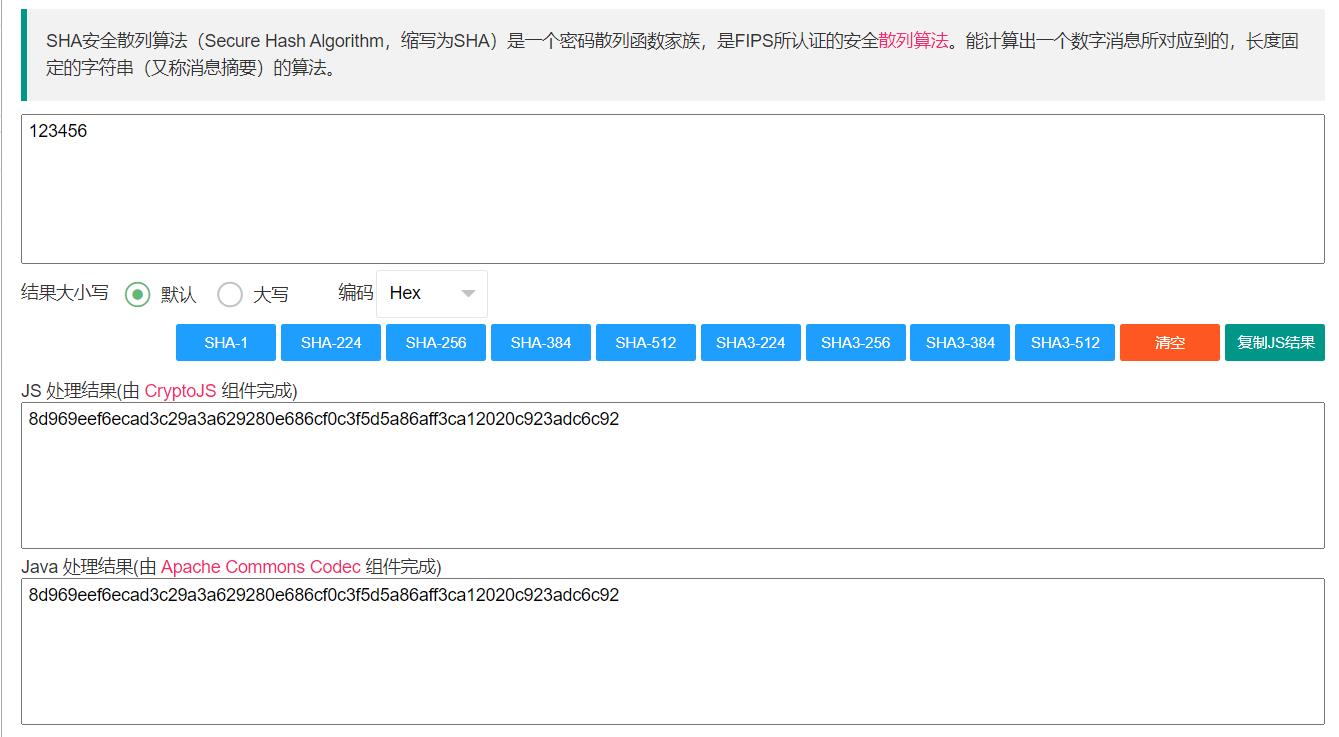 SHA安全散列算法（Secure Hash Algorithm，缩写为SHA）是一个密码散列函数家族，是FIPS所认证的安全散列算法。能计算出一个数字消息所对应到的，长度固
定的字符串（又称消息摘要）的算法。
123456
结果大小写 默认 大写 编码 Hex
SHA-1 SHA-224 SHA-256 SHA-384 SHA-512 SHA3-224 SHA3-256 SHA3-384 SHA3-512 清空 复制JS结果
JS 处理结果(由 CryptoJS 组件完成)
8d969eef6ecad3c29a3a629280e686cf0c3f5d5a86aff3ca12020c923adc6c92
Java 处理结果(由 Apache Commons Codec 组件完成)
8d969eef6ecad3c29a3a629280e686cf0c3f5d5a86aff3ca12020c923adc6c92